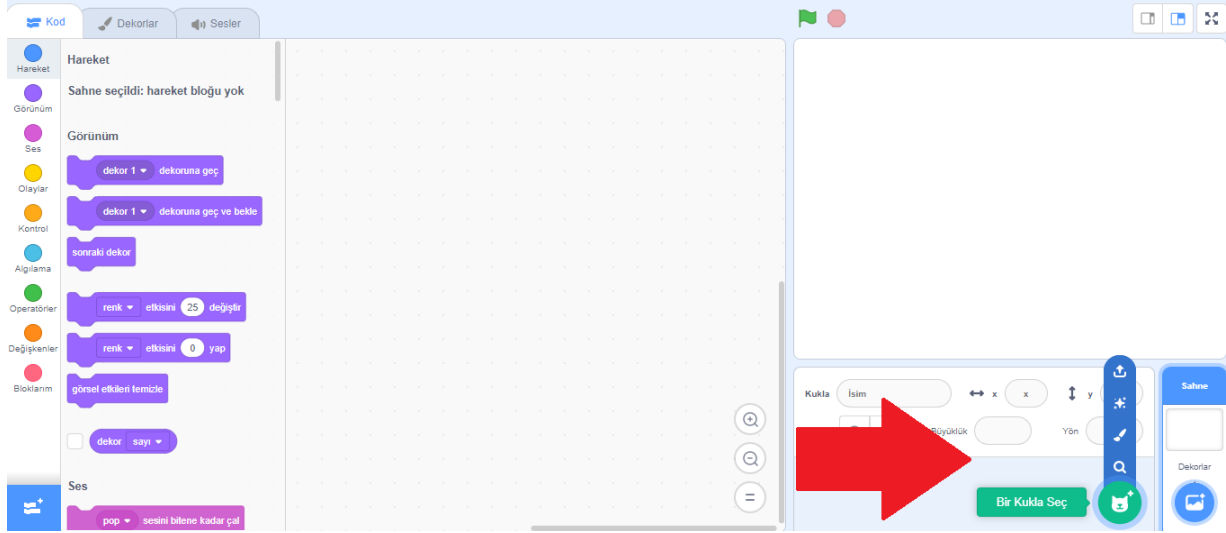 Kod
Dekorlar
Sesler
Hareket
Görünüm
Ses
Olaylar
Kontrol
Algılama
Operatörler
Değişkenler
Bloklarım
Hareket
Sahne seçildi: hareket bloğu yok
Görünüm
dekor 1 dekoruna geç
dekor 1 dekoruna geç ve bekle
sonraki dekor
renk etkisini 25 değiştir
renk etkisini 0 yap
görsel etkileri temizle
dekor sayı
Ses
pop sesini bitene kadar çal
Kukla İsim x x y
Büyüklük Yön
Bir Kukla Seç
Sahne
Dekorlar